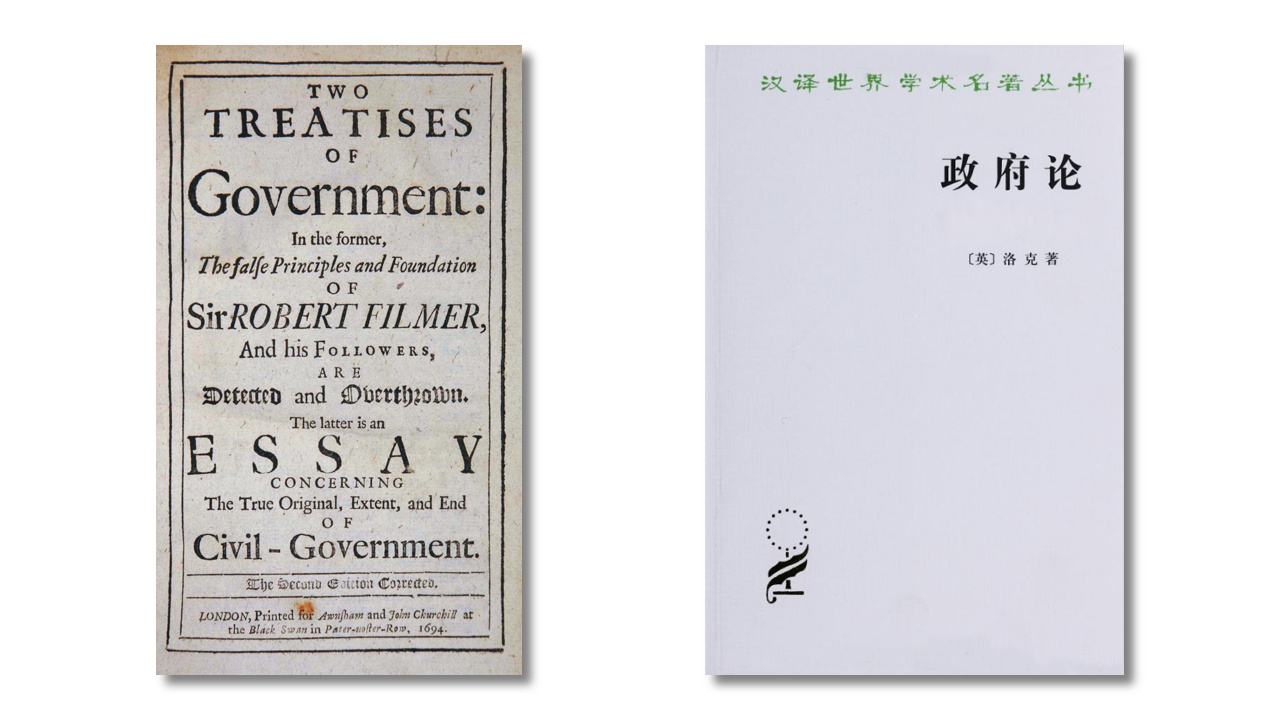 TWO
TREATISES
OF
Government:
In the former,
The falſe Principles and Foundation
OF
Sir ROBERT FILMER,
And his FOLLOWERS,
ARE
Detected and Overthrown.
The latter is an
ESSAY
CONCERNING
The True Original, Extent, and End
OF
Civil-Government.
The Second Edition Corrected.
LONDON, Printed for Awnſham and John Churchill at
the Black Swan in Pater-noſter-Row, 1694.
汉译世界学术名著丛书
政府论
〔英〕洛克著